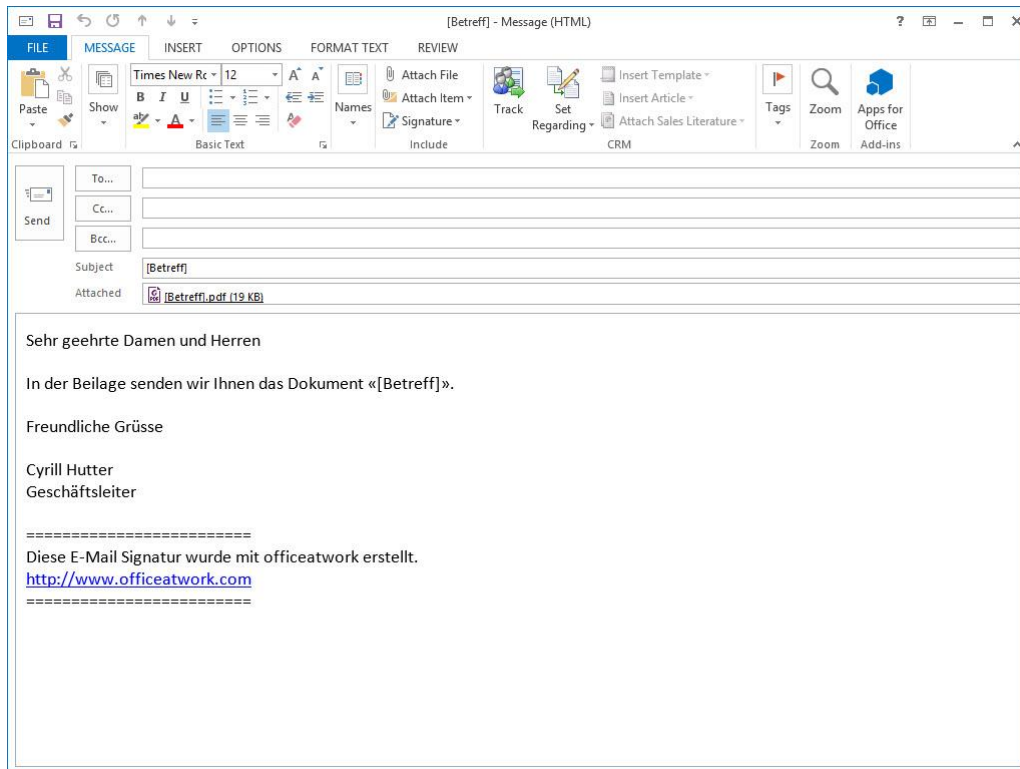 [Betreff] - Message (HTML)
?
FILE MESSAGE INSERT OPTIONS FORMAT TEXT REVIEW
Paste
Clipboard
Show
Times New Rc 12 A A
B I U
aby A
Basic Text
Names
Attach File
Attach Item
Signature
Include
Track
Set
Regarding
Insert Template
Insert Article
Attach Sales Literature
CRM
Tags
Zoom
Zoom
Apps for
Office
Add-ins
Send
To...
Cc...
Bcc...
Subject [Betreff]
Attached [Betreff].pdf (19 KB)
Sehr geehrte Damen und Herren
In der Beilage senden wir Ihnen das Dokument «[Betreff]».
Freundliche Grüsse
Cyrill Hutter
Geschäftsleiter
=========================
Diese E-Mail Signatur wurde mit officeatwork erstellt.
http://www.officeatwork.com
=========================